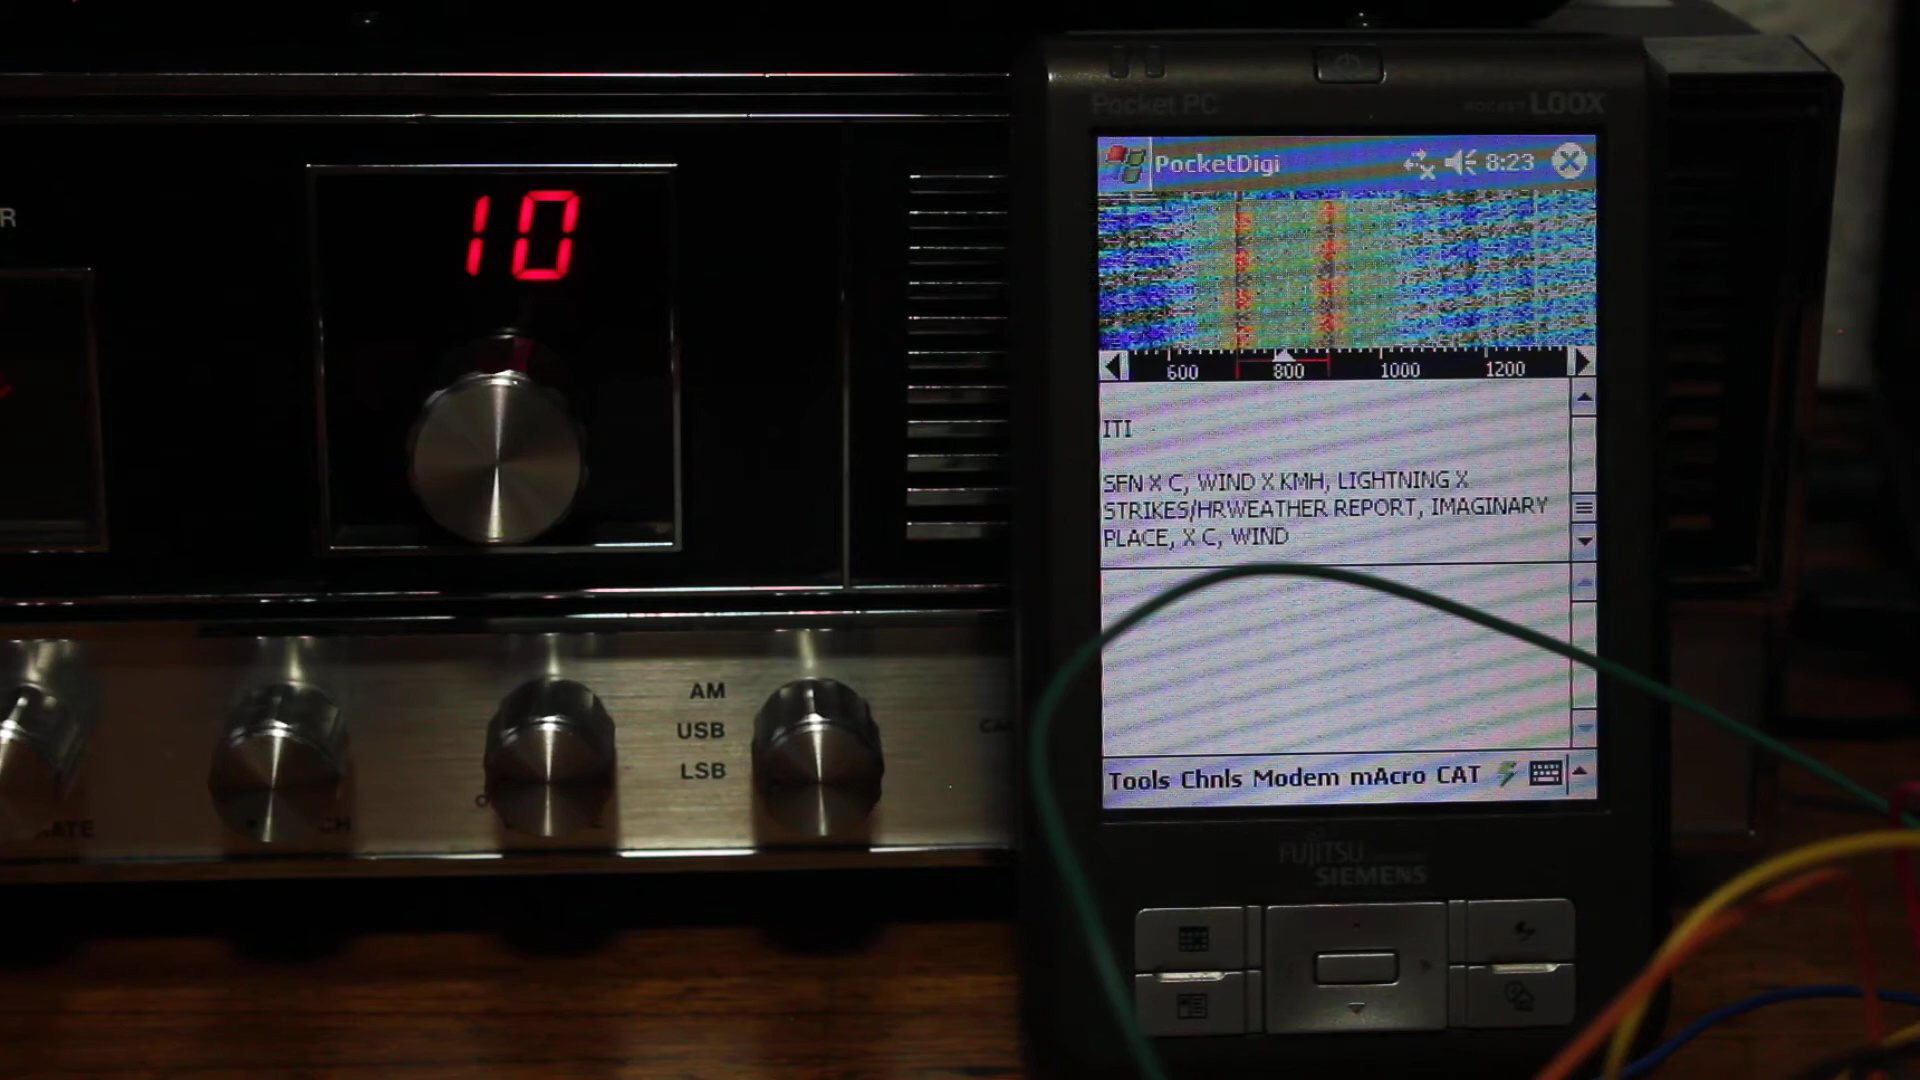 R
10
AM
USB
LSB
Pocket PC
POCKET LOOX
PocketDigi 8:23
600 800 1000 1200
ITI
SFN X C, WIND X KMH, LIGHTNING X
STRIKES/HRWEATHER REPORT, IMAGINARY
PLACE, X C, WIND
Tools Chnls Modem mAcro CAT
FUJITSU
SIEMENS